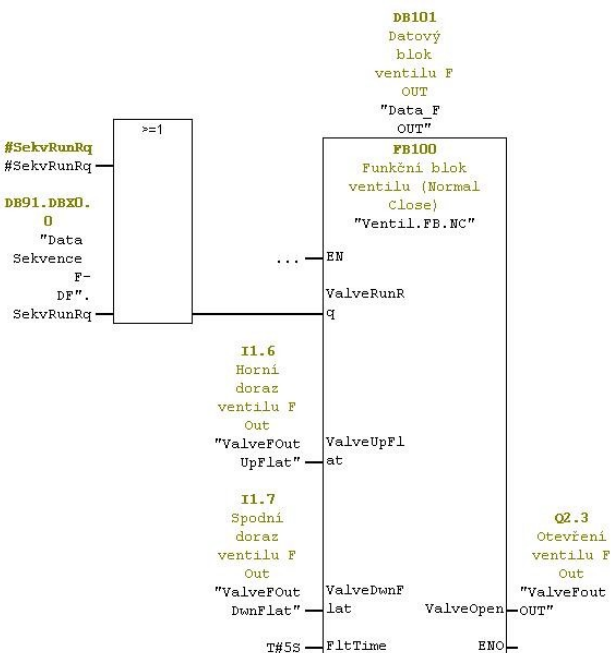 DB101
Datový
blok
ventilu F
OUT
"Data_F
OUT"
>=1
#SekvRunRq
#SekvRunRq
DB91.DBX0.
0
"Data
Sekvence
F-
DF".
SekvRunRq
FB100
Funkční blok
ventilu (Normal
Close)
"Ventil.FB.NC"
... EN
ValveRunR
q
I1.6
Horní
doraz
ventilu F
Out
"ValveFOut ValveUpFl
UpFlat" at
I1.7
Spodní
doraz
ventilu F
Out
"ValveFOut ValveDwnF
DwnFlat" lat
Q2.3
Otevření
ventilu F
Out
"ValveFout
ValveOpen OUT"
T#5S FltTime ENO